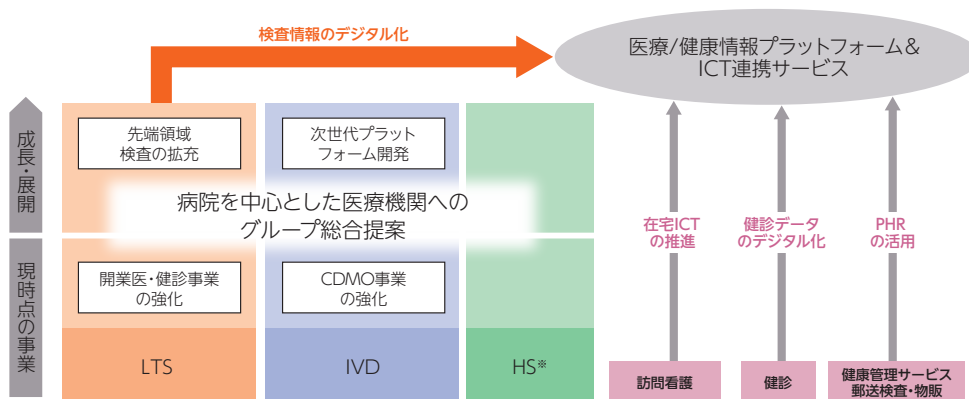 検査情報のデジタル化
医療/健康情報プラットフォーム&
ICT連携サービス
成長・展開
先端領域
検査の拡充
次世代プラット
フォーム開発
病院を中心とした医療機関への
グループ総合提案
在宅ICT
の推進
健診データ
のデジタル化
PHR
の活用
現時点の事業
開業医・健診事業
の強化
CDMO事業
の強化
LTS
IVD
HS※
訪問看護
健診
健康管理サービス
郵送検査・物販